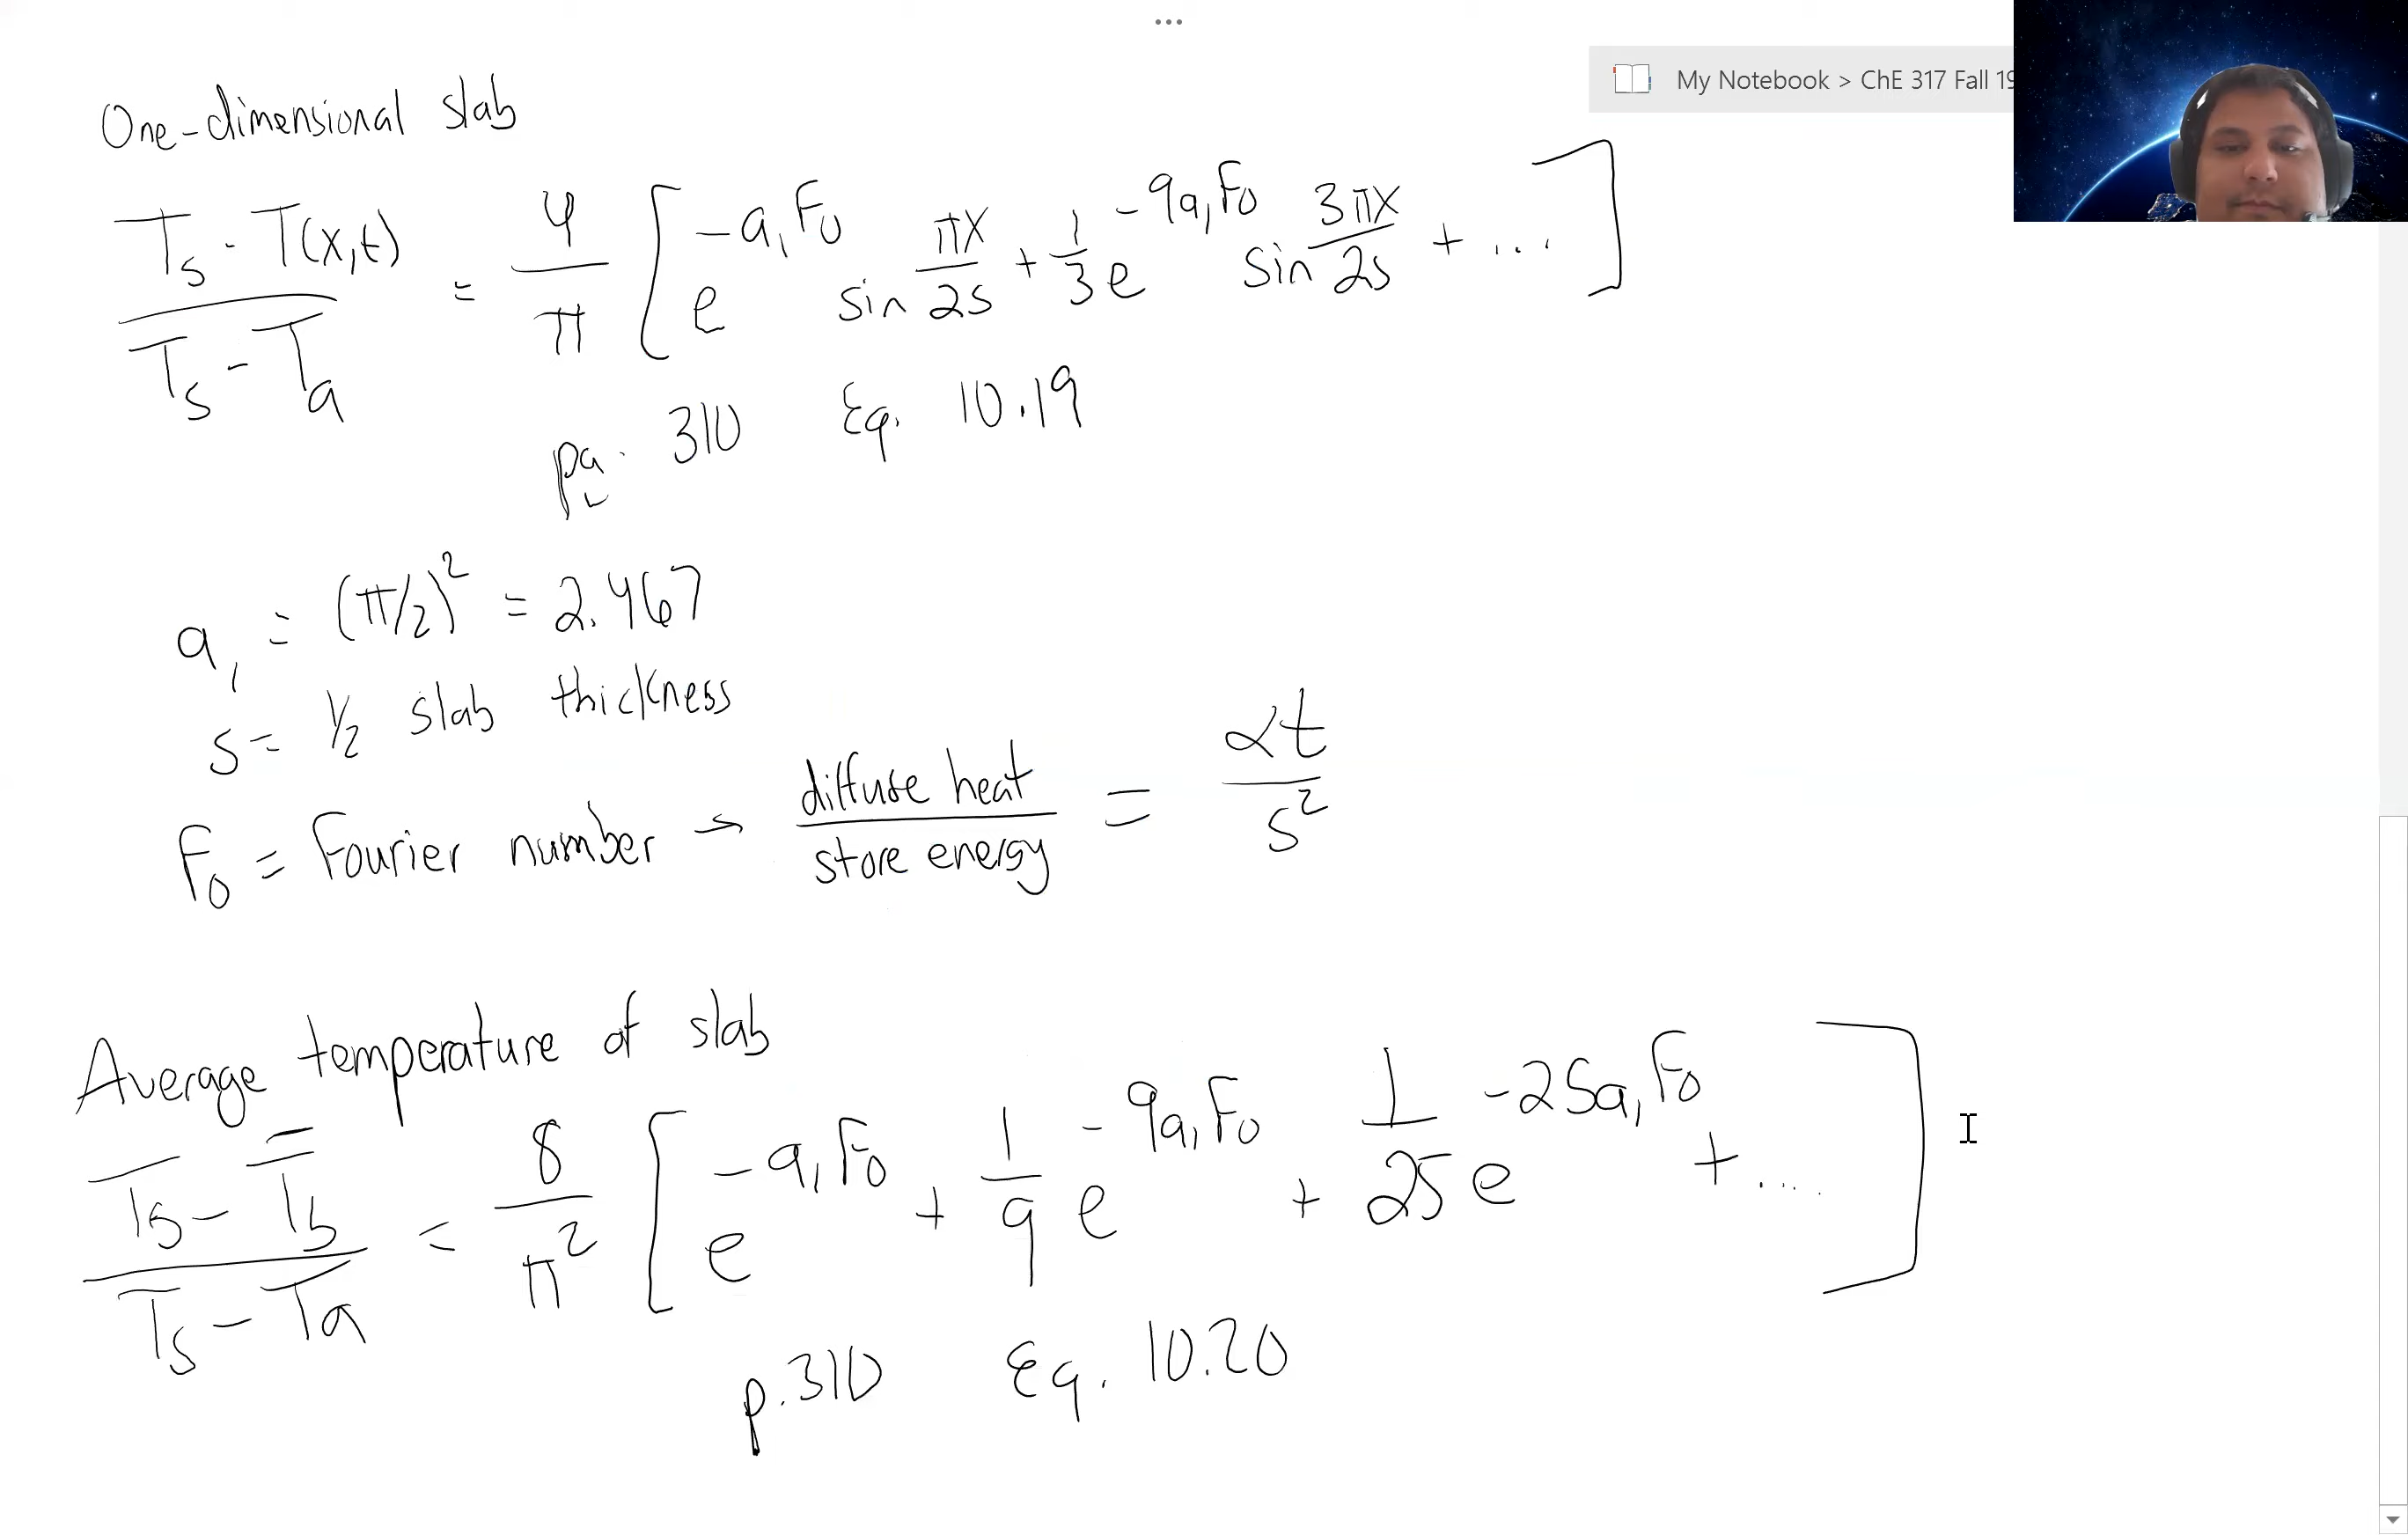 My Notebook > ChE 317 Fall 19
One-dimensional slab
(Ts - T(x,t))/(Ts - Ta) = 4/π [e^(-a₁Fo) sin πx/2s + 1/3 e^(-9a₁Fo) sin 3πx/2s + ...]
pg. 310 Eq. 10.19
a₁ = (π/2)² = 2.467
s = 1/2 slab thickness
Fo = Fourier number → diffuse heat/store energy = αt/s²
Average temperature of slab
(Ts - T̄b)/(Ts - Ta) = 8/π² [e^(-a₁Fo) + 1/9 e^(-9a₁Fo) + 1/25 e^(-25a₁Fo) + ....]
p. 310 Eq. 10.20